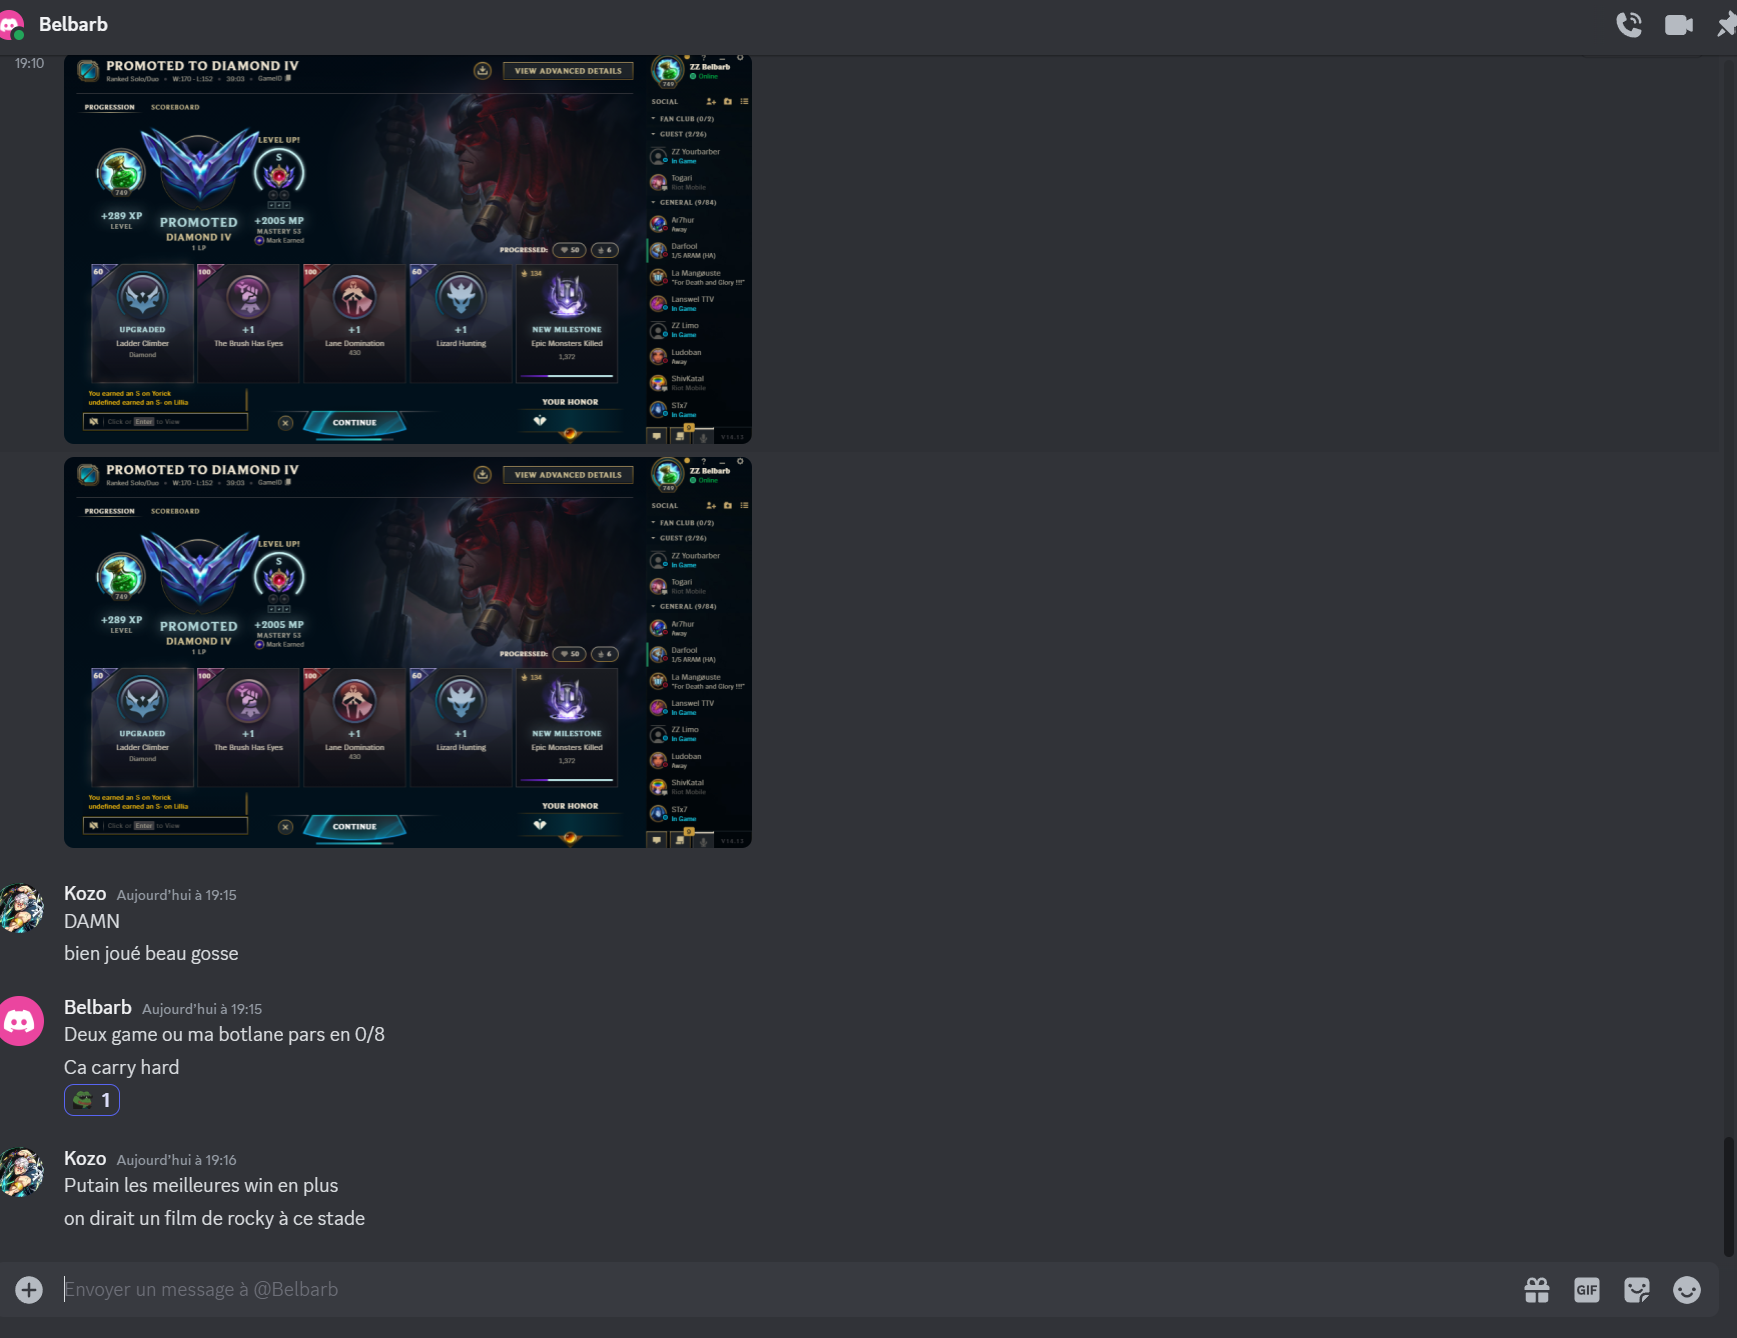 Belbarb
19:10
PROMOTED TO DIAMOND IV
Ranked Solo/Duo • W:170 - L:152 • 39:03 • GameID
VIEW ADVANCED DETAILS
PROGRESSION SCOREBOARD
LEVEL UP!
S
749
+289 XP
LEVEL
PROMOTED
DIAMOND IV
1 LP
+2005 MP
MASTERY 53
Mark Earned
PROGRESSED: 50 6
60 100 100 60 134
UPGRADED +1 +1 +1 NEW MILESTONE
Ladder Climber The Brush Has Eyes Lane Domination Lizard Hunting Epic Monsters Killed
Diamond 430 1,372
You earned an S on Yorick
undefined earned an S- on Lillia
Click or Enter to View
CONTINUE
YOUR HONOR
?
ZZ Belbarb
Online
749
SOCIAL
FAN CLUB (0/2)
GUEST (2/26)
ZZ Yourbarber
In Game
Togari
Riot Mobile
GENERAL (9/84)
Ar7hur
Away
Darfool
1/5 ARAM (HA)
La Mangøuste
"For Death and Glory !!!"
Lanswel TTV
In Game
ZZ Limo
In Game
Ludoban
Away
ShivKatal
Riot Mobile
STx7
In Game
9
PROMOTED TO DIAMOND IV
Ranked Solo/Duo • W:170 - L:152 • 39:03 • GameID
VIEW ADVANCED DETAILS
PROGRESSION SCOREBOARD
LEVEL UP!
S
749
+289 XP
LEVEL
PROMOTED
DIAMOND IV
1 LP
+2005 MP
MASTERY 53
Mark Earned
PROGRESSED: 50 6
60 100 100 60 134
UPGRADED +1 +1 +1 NEW MILESTONE
Ladder Climber The Brush Has Eyes Lane Domination Lizard Hunting Epic Monsters Killed
Diamond 430 1,372
You earned an S on Yorick
undefined earned an S- on Lillia
Click or Enter to View
CONTINUE
YOUR HONOR
?
ZZ Belbarb
Online
749
SOCIAL
FAN CLUB (0/2)
GUEST (2/26)
ZZ Yourbarber
In Game
Togari
Riot Mobile
GENERAL (9/84)
Ar7hur
Away
Darfool
1/5 ARAM (HA)
La Mangøuste
"For Death and Glory !!!"
Lanswel TTV
In Game
ZZ Limo
In Game
Ludoban
Away
ShivKatal
Riot Mobile
STx7
In Game
9
Kozo Aujourd'hui à 19:15
DAMN
bien joué beau gosse
Belbarb Aujourd'hui à 19:15
Deux game ou ma botlane pars en 0/8
Ca carry hard
1
Kozo Aujourd'hui à 19:16
Putain les meilleures win en plus
on dirait un film de rocky à ce stade
Envoyer un message à @Belbarb
GIF